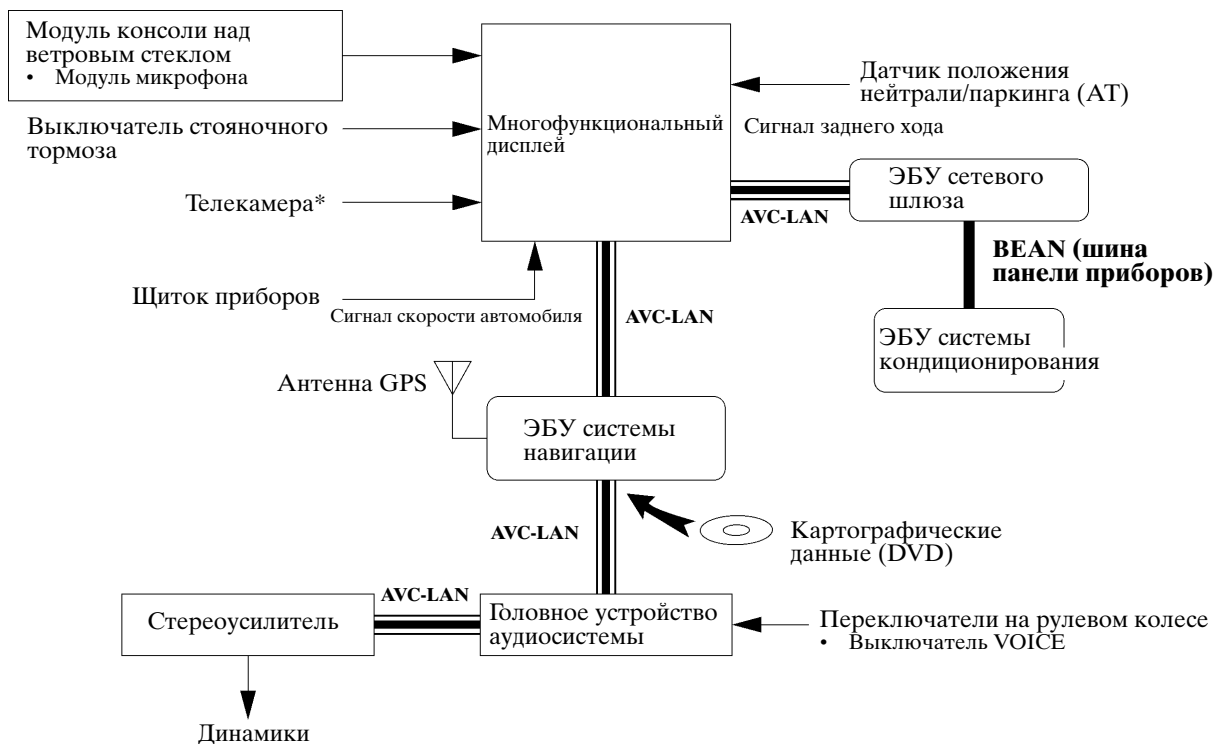 Модуль консоли над
ветровым стеклом
• Модуль микрофона
Выключатель стояночного
тормоза
Телекамера*
Щиток приборов
Сигнал скорости автомобиля
Многофункциональный
дисплей
Датчик положения
нейтрали/паркинга (AT)
Сигнал заднего хода
AVC-LAN
ЭБУ сетевого
шлюза
BEAN (шина
панели приборов)
ЭБУ системы
кондиционирования
AVC-LAN
Антенна GPS
ЭБУ системы
навигации
AVC-LAN
Картографические
данные (DVD)
AVC-LAN
Стереоусилитель
Головное устройство
аудиосистемы
Переключатели на рулевом колесе
• Выключатель VOICE
Динамики